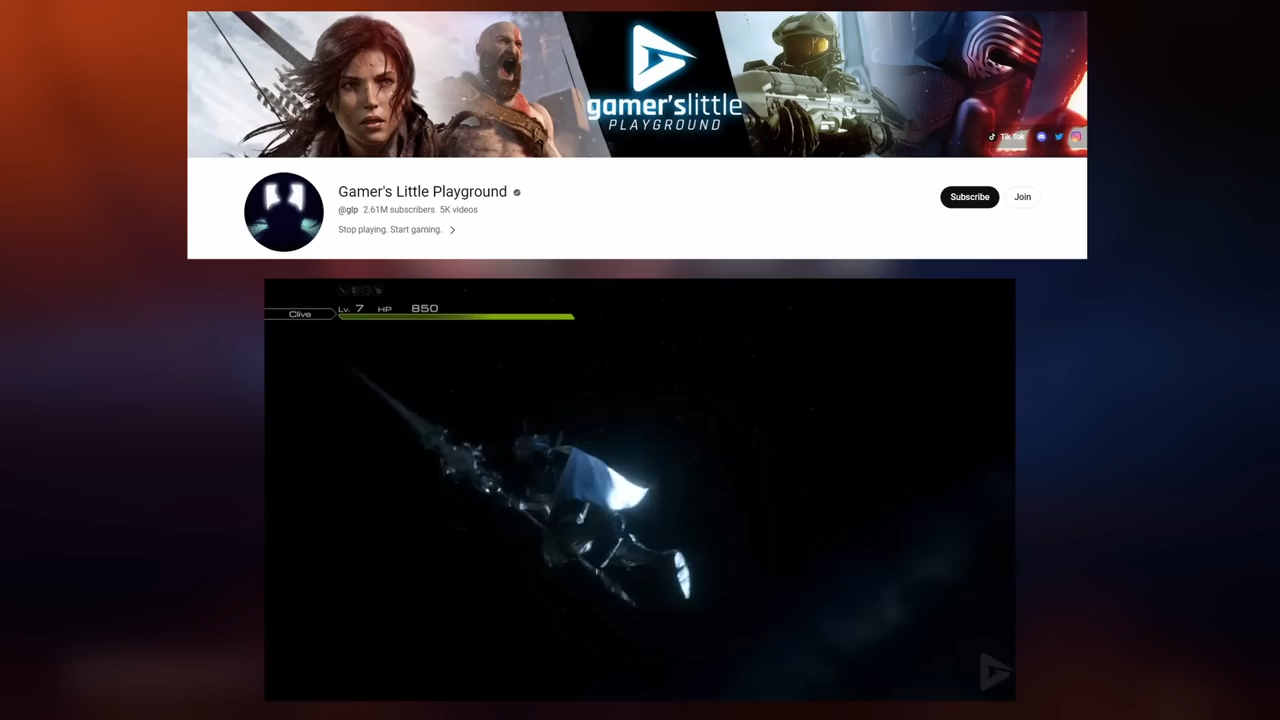 gamer'slittle
PLAYGROUND
Tik Tok
Gamer's Little Playground
@glp 2.61M subscribers 5K videos
Stop playing. Start gaming.
Subscribe
Join
Clive
Lv. 7 HP 850